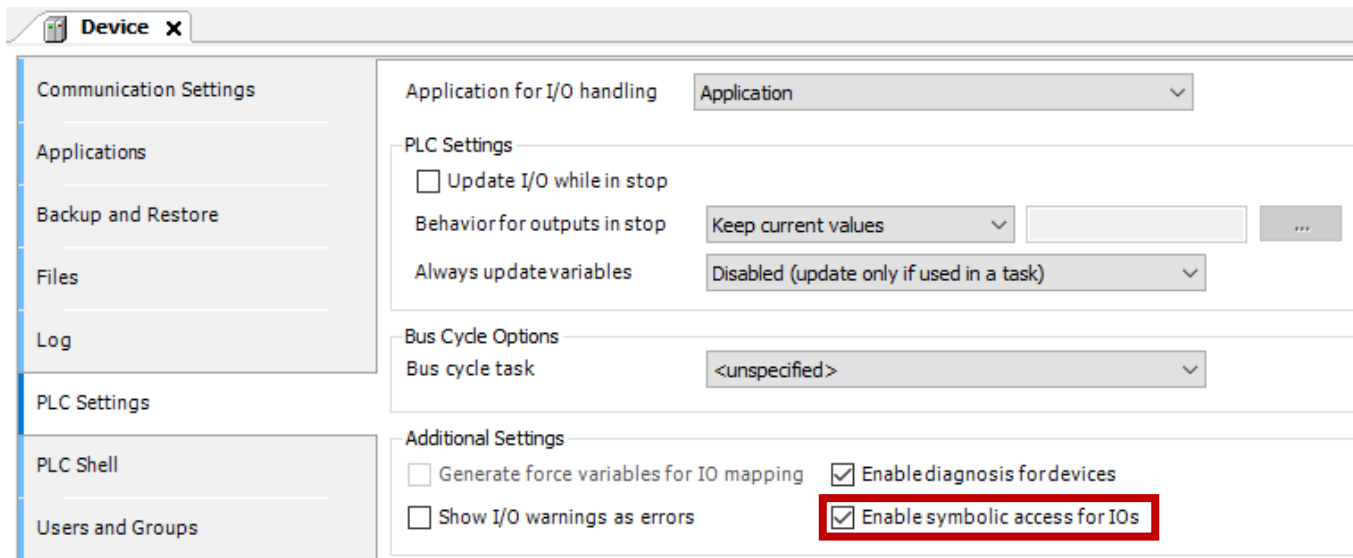 Device
Communication Settings
Applications
Backup and Restore
Files
Log
PLC Settings
PLC Shell
Users and Groups
Application for I/O handling Application
PLC Settings
Update I/O while in stop
Behavior for outputs in stop Keep current values ...
Always update variables Disabled (update only if used in a task)
Bus Cycle Options
Bus cycle task <unspecified>
Additional Settings
Generate force variables for IO mapping Enable diagnosis for devices
Show I/O warnings as errors Enable symbolic access for IOs